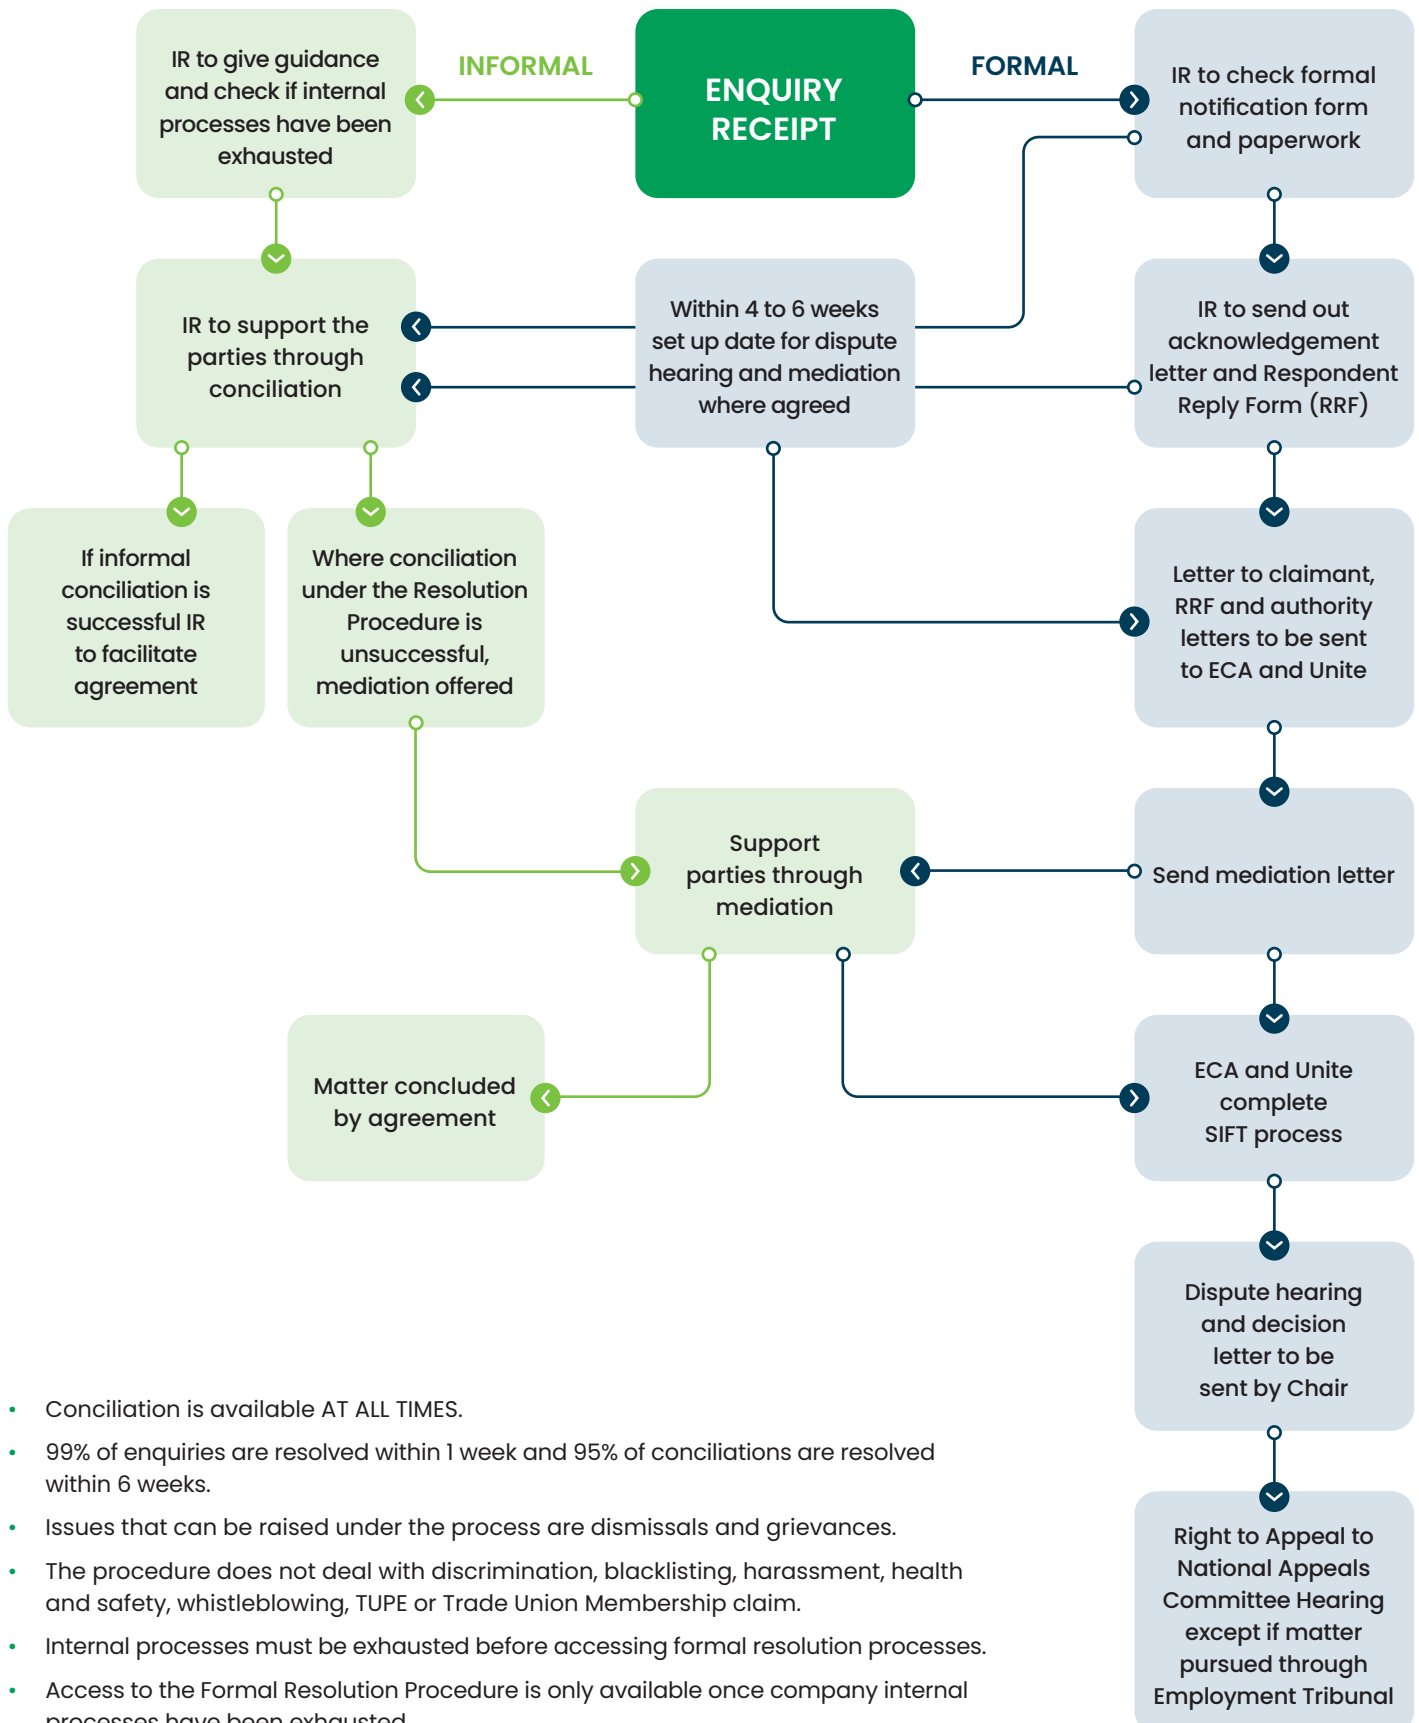 IR to give guidance
and check if internal
processes have been
exhausted
INFORMAL
ENQUIRY
RECEIPT
FORMAL
IR to check formal
notification form
and paperwork
IR to support the
parties through
conciliation
Within 4 to 6 weeks
set up date for dispute
hearing and mediation
where agreed
IR to send out
acknowledgement
letter and Respondent
Reply Form (RRF)
If informal
conciliation is
successful IR
to facilitate
agreement
Where conciliation
under the Resolution
Procedure is
unsuccessful,
mediation offered
Letter to claimant,
RRF and authority
letters to be sent
to ECA and Unite
Support
parties through
mediation
Send mediation letter
Matter concluded
by agreement
ECA and Unite
complete
SIFT process
Dispute hearing
and decision
letter to be
sent by Chair
Right to Appeal to
National Appeals
Committee Hearing
except if matter
pursued through
Employment Tribunal
• Conciliation is available AT ALL TIMES.
• 99% of enquiries are resolved within 1 week and 95% of conciliations are resolved
within 6 weeks.
• Issues that can be raised under the process are dismissals and grievances.
• The procedure does not deal with discrimination, blacklisting, harassment, health
and safety, whistleblowing, TUPE or Trade Union Membership claim.
• Internal processes must be exhausted before accessing formal resolution processes.
• Access to the Formal Resolution Procedure is only available once company internal
processes have been exhausted